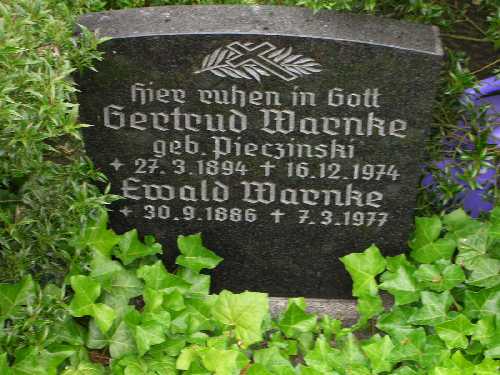 Hier ruhen in Gott
Gertrud Warnke
geb. Pieczinski
+ 27.3.1894 + 16.12.1974
Ewald Warnke
+ 30.9.1886 + 7.3.1977